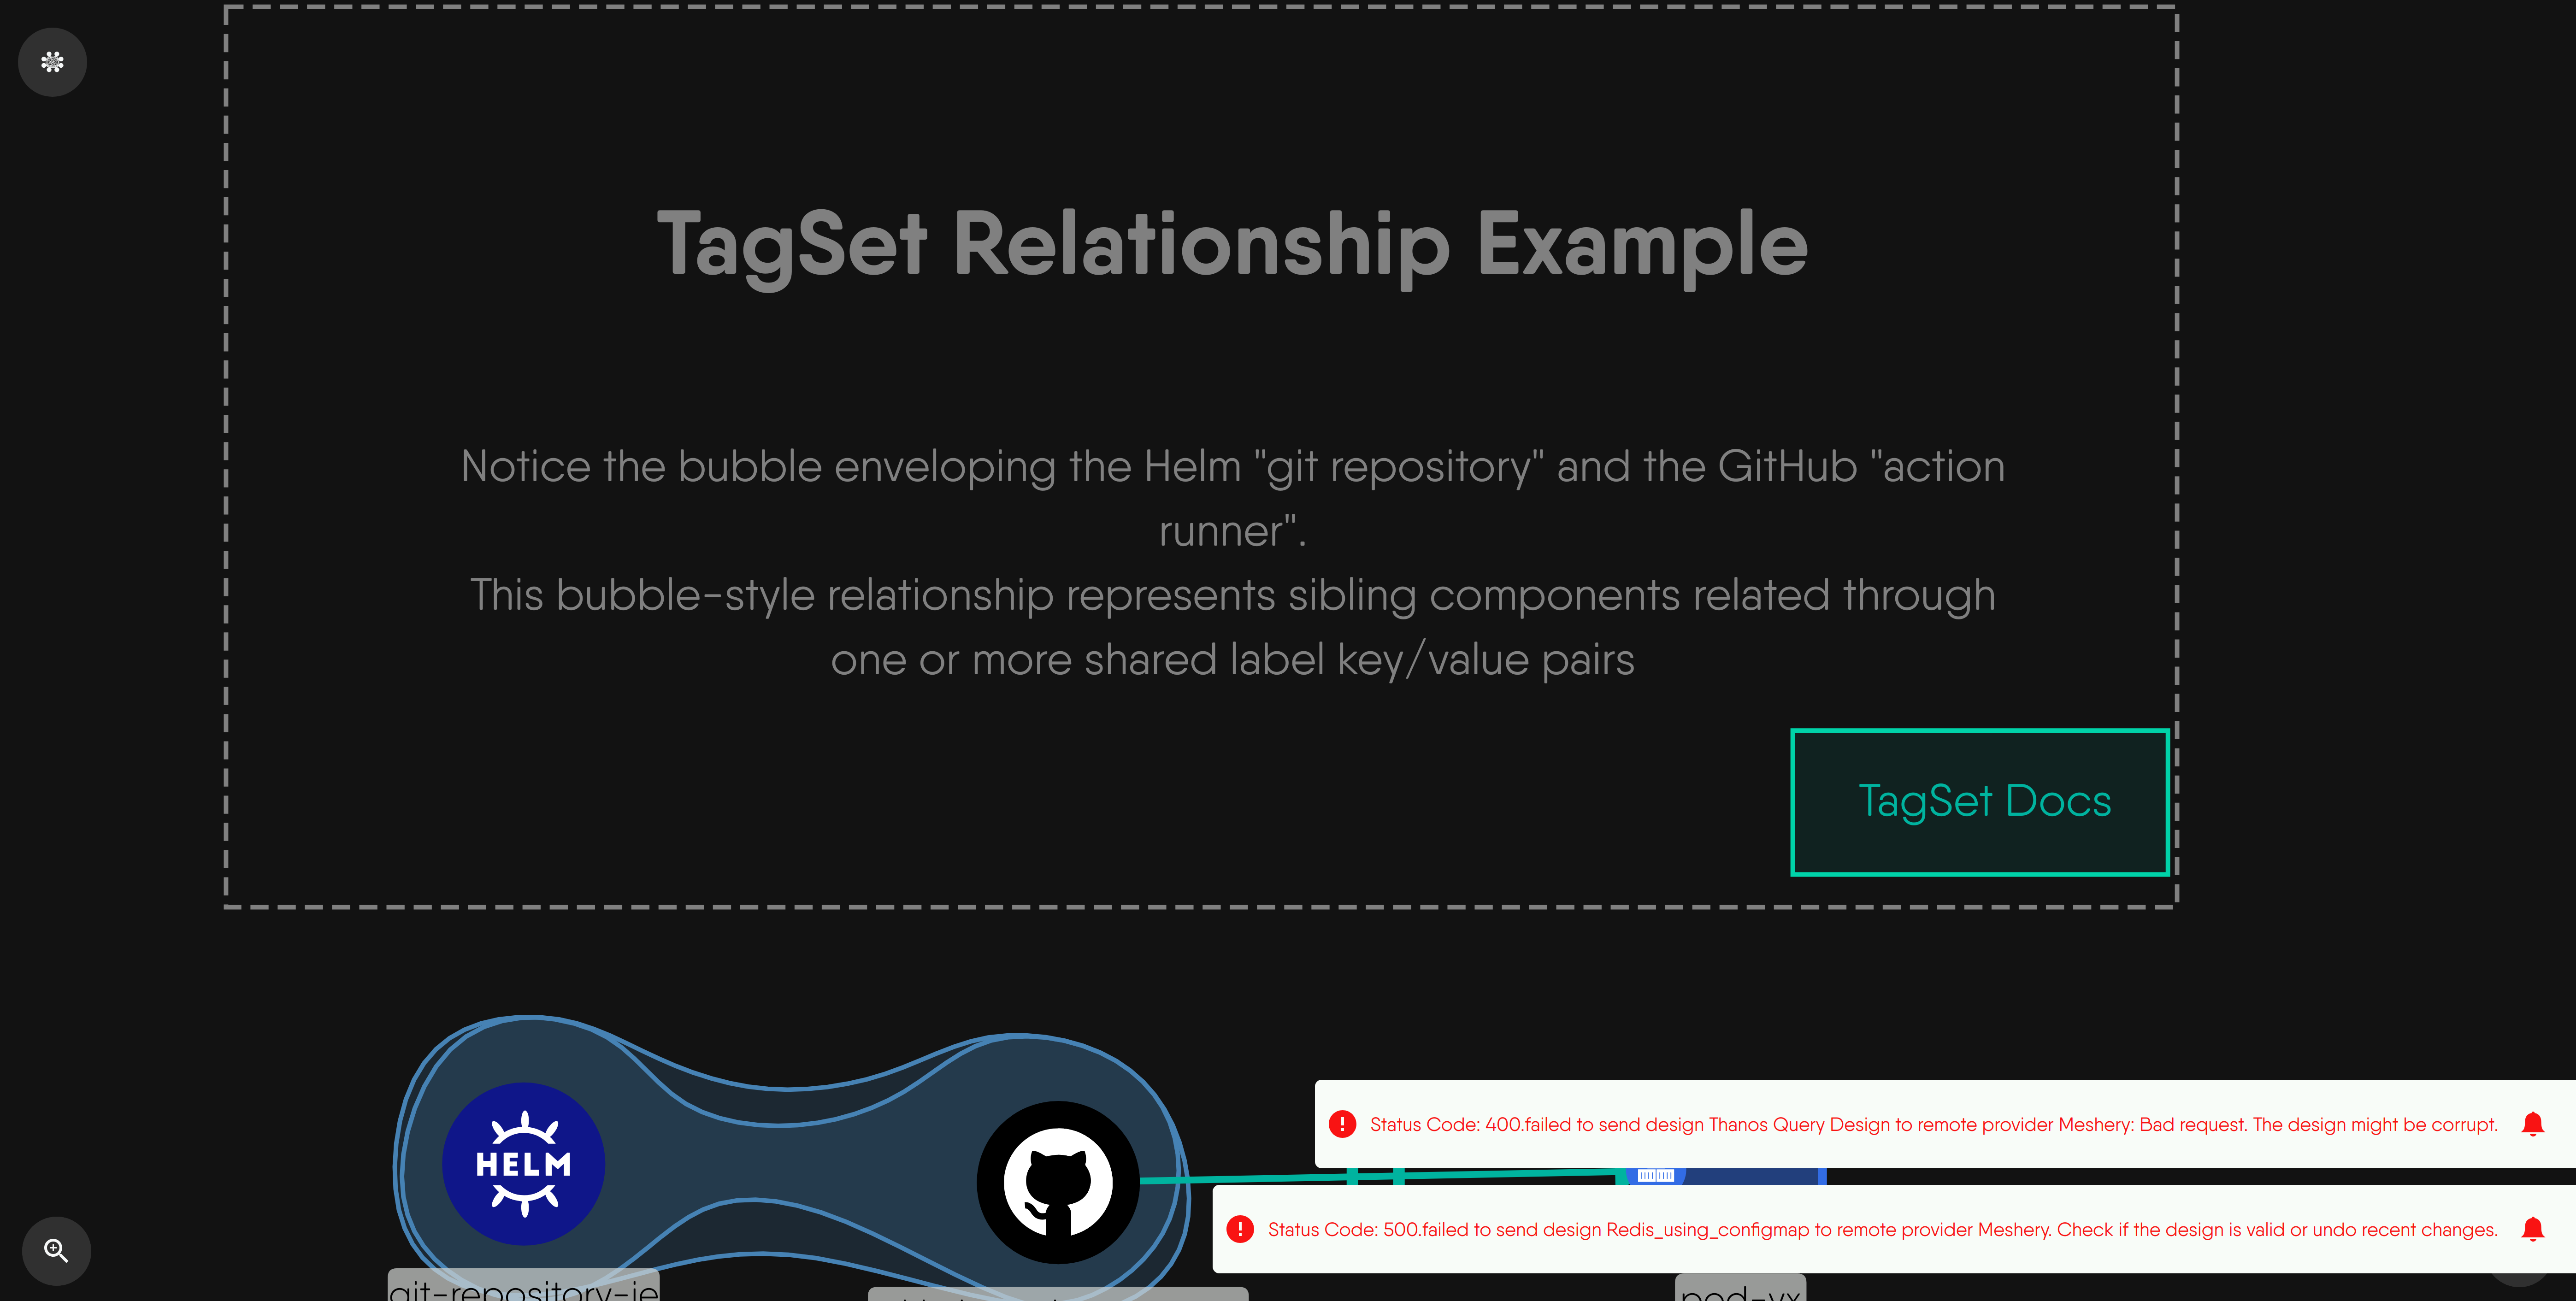 TagSet Relationship Example
Notice the bubble enveloping the Helm "git repository" and the GitHub "action
runner".
This bubble-style relationship represents sibling components related through
one or more shared label key/value pairs
TagSet Docs
HELM
Status Code: 400.failed to send design Thanos Query Design to remote provider Meshery: Bad request. The design might be corrupt.
Status Code: 500.failed to send design Redis_using_configmap to remote provider Meshery. Check if the design is valid or undo recent changes.
git-repository-ie
pod-vx